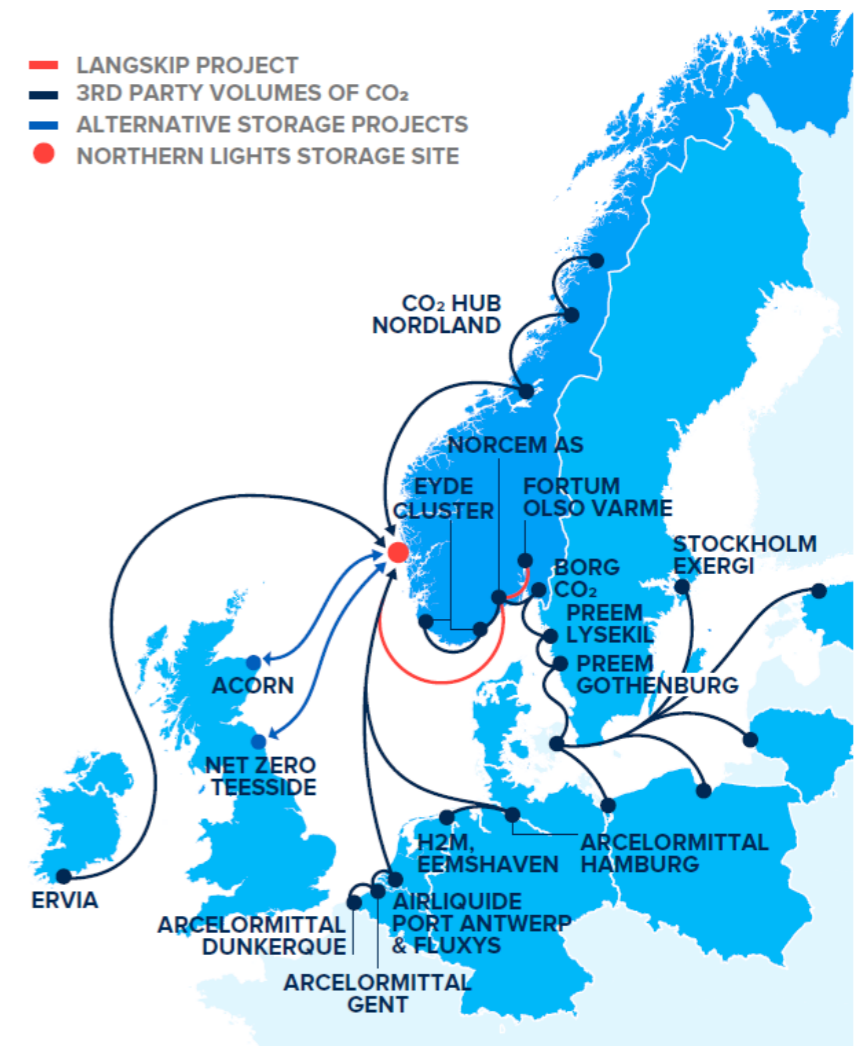 LANGSKIP PROJECT
3RD PARTY VOLUMES OF CO₂
ALTERNATIVE STORAGE PROJECTS
NORTHERN LIGHTS STORAGE SITE
CO₂ HUB
NORDLAND
NORCEM AS
EYDE
CLUSTER
FORTUM
OLSO VARME
STOCKHOLM
EXERGI
BORG
CO₂
PREEM
LYSEKIL
PREEM
GOTHENBURG
ACORN
NET ZERO
TEESSIDE
H2M,
EEMSHAVEN
ARCELORMITTAL
HAMBURG
ERVIA
AIRLIQUIDE
PORT ANTWERP
& FLUXYS
ARCELORMITTAL
DUNKERQUE
ARCELORMITTAL
GENT